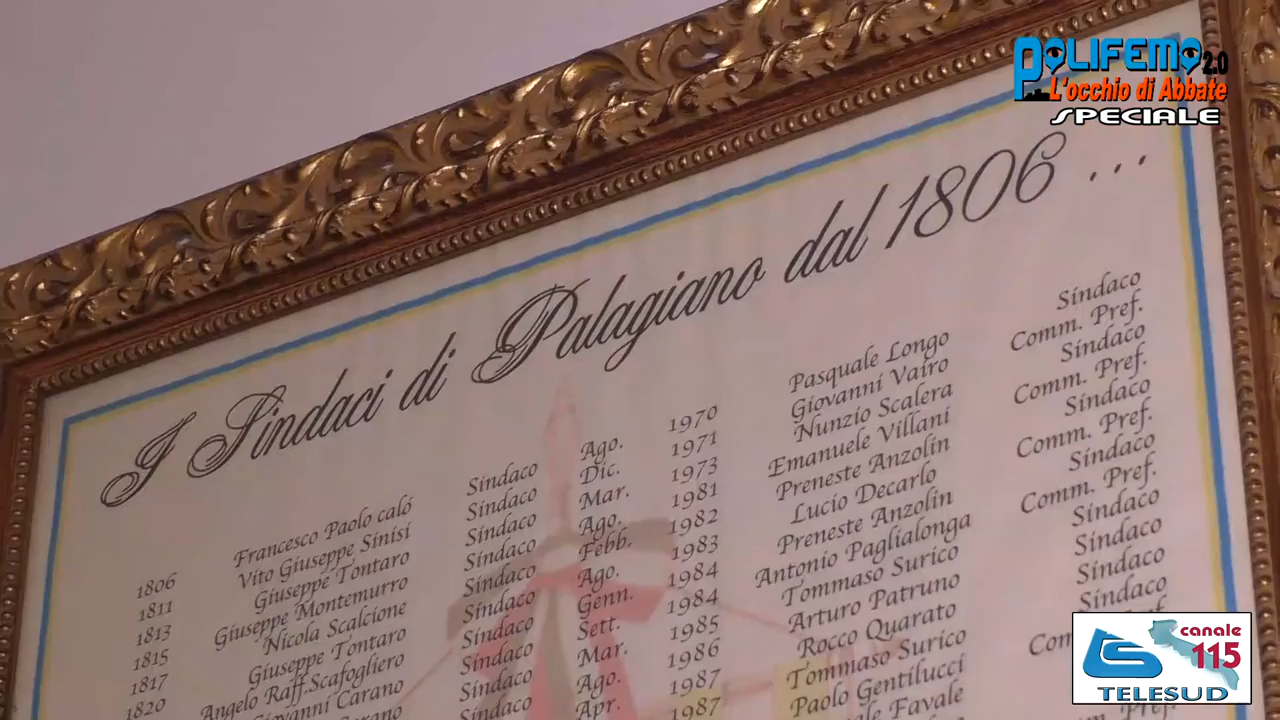 POLIFEMO 2.0
L'occhio di Abbate
SPECIALE
I Sindaci di Palagiano dal 1806 ...
1806 Francesco Paolo caló Sindaco
1811 Vito Giuseppe Sinisi Sindaco
1813 Giuseppe Tontaro Sindaco
1815 Giuseppe Montemurro Sindaco
1817 Nicola Scalcione Sindaco
1820 Giuseppe Tontaro Sindaco
Angelo Raff.Scafogliero Sindaco
Giovanni Carano Sindaco
Sindaco
Sindaco
Ago. 1970 Pasquale Longo Sindaco
Dic. 1971 Giovanni Vairo Comm. Pref.
Mar. 1973 Nunzio Scalera Sindaco
Ago. 1981 Emanuele Villani Comm. Pref.
Febb. 1982 Preneste Anzolin Sindaco
Ago. 1983 Lucio Decarlo Comm. Pref.
Genn. 1984 Preneste Anzolin Sindaco
Sett. 1984 Antonio Paglialonga Comm. Pref.
Mar. 1985 Tommaso Surico Sindaco
Ago. 1986 Arturo Patruno Sindaco
Apr. 1987 Rocco Quarato Sindaco
1987 Tommaso Surico Sindaco
Paolo Gentilucci
Favale
canale
115
TELESUD